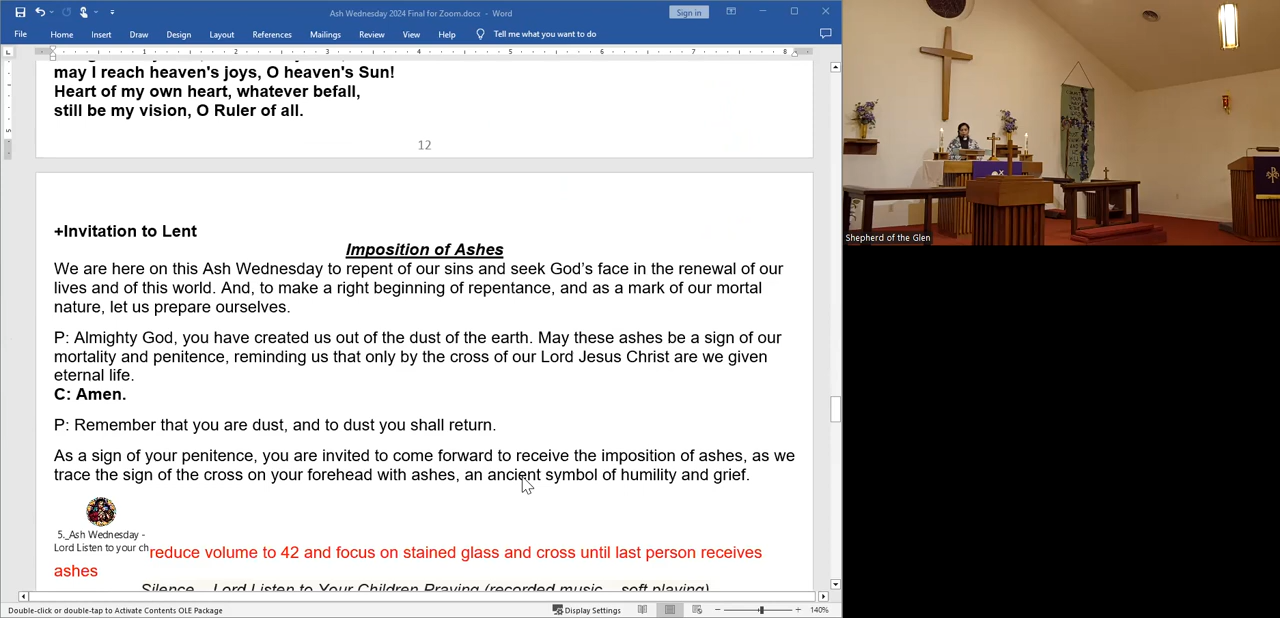 Ash Wednesday 2024 Final for Zoom.docx - Word
Sign in
File Home Insert Draw Design Layout References Mailings Review View Help Tell me what you want to do
may I reach heaven's joys, O heaven's Sun!
Heart of my own heart, whatever befall,
still be my vision, O Ruler of all.
12
+Invitation to Lent
Imposition of Ashes
We are here on this Ash Wednesday to repent of our sins and seek God's face in the renewal of our
lives and of this world. And, to make a right beginning of repentance, and as a mark of our mortal
nature, let us prepare ourselves.
P: Almighty God, you have created us out of the dust of the earth. May these ashes be a sign of our
mortality and penitence, reminding us that only by the cross of our Lord Jesus Christ are we given
eternal life.
C: Amen.
P: Remember that you are dust, and to dust you shall return.
As a sign of your penitence, you are invited to come forward to receive the imposition of ashes, as we
trace the sign of the cross on your forehead with ashes, an ancient symbol of humility and grief.
5._Ash Wednesday -
Lord Listen to your ch
reduce volume to 42 and focus on stained glass and cross until last person receives
ashes
Silence... Lord Listen to Your Children Praying (recorded music... soft playing)
Double-click or double-tap to Activate Contents OLE Package
Display Settings
140%
Shepherd of the Glen